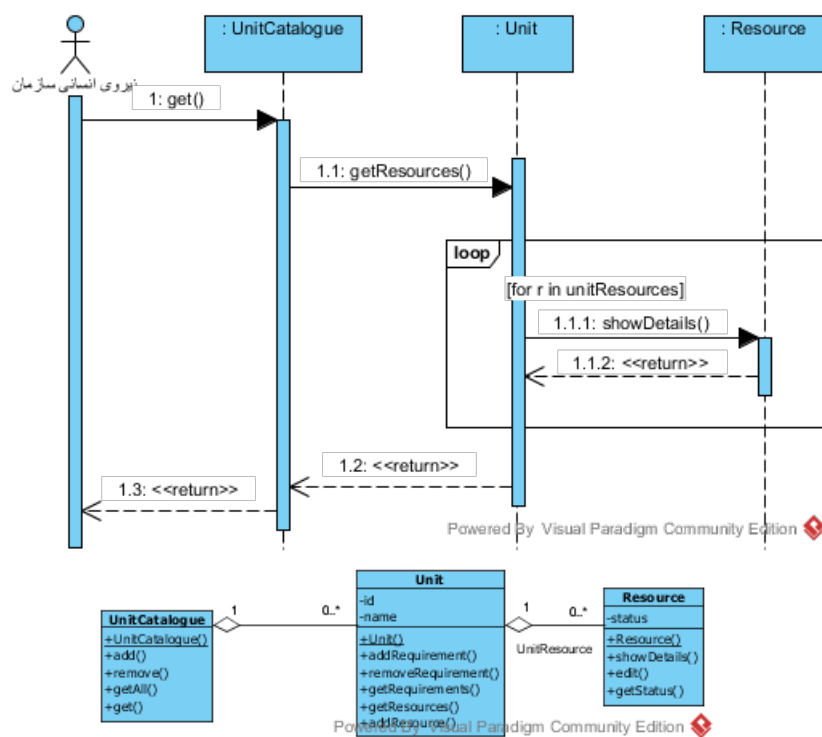 : UnitCatalogue
: Unit
: Resource
نیروی انسانی سازمان
1: get()
1.1: getResources()
loop
[for r in unitResources]
1.1.1: showDetails()
1.1.2: <<return>>
1.2: <<return>>
1.3: <<return>>
Powered By Visual Paradigm Community Edition
UnitCatalogue
+UnitCatalogue()
+add()
+remove()
+getAll()
+get()
1
0..*
Unit
-id
-name
+Unit()
+addRequirement()
+removeRequirement()
+getRequirements()
+getResources()
+addResource()
1
0..*
UnitResource
Resource
-status
+Resource()
+showDetails()
+edit()
+getStatus()
Powered By Visual Paradigm Community Edition